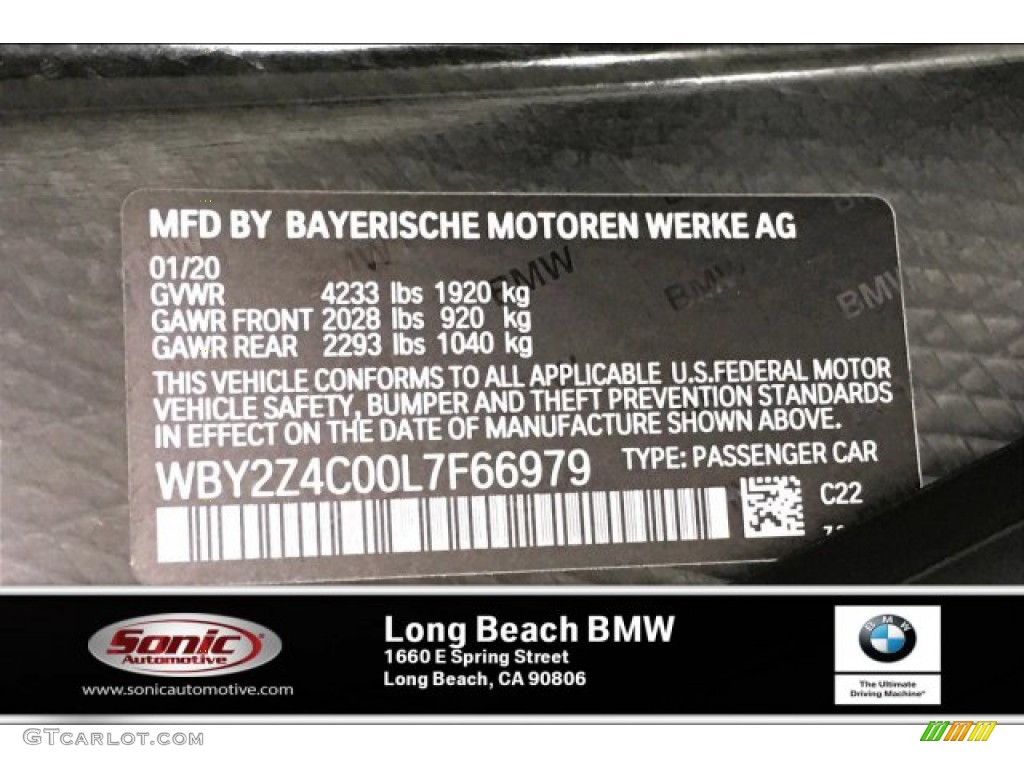 MFD BY BAYERISCHE MOTOREN WERKE AG
01/20
GVWR 4233 lbs 1920 kg
GAWR FRONT 2028 lbs 920 kg
GAWR REAR 2293 lbs 1040 kg
THIS VEHICLE CONFORMS TO ALL APPLICABLE U.S.FEDERAL MOTOR
VEHICLE SAFETY, BUMPER AND THEFT PREVENTION STANDARDS
IN EFFECT ON THE DATE OF MANUFACTURE SHOWN ABOVE.
WBY2Z4C00L7F66979 TYPE: PASSENGER CAR
C22
BMW BMW BMW
Sonic
Automotive
www.sonicautomotive.com
Long Beach BMW
1660 E Spring Street
Long Beach, CA 90806
BMW
The Ultimate
Driving Machine®
GTCARLOT.COM